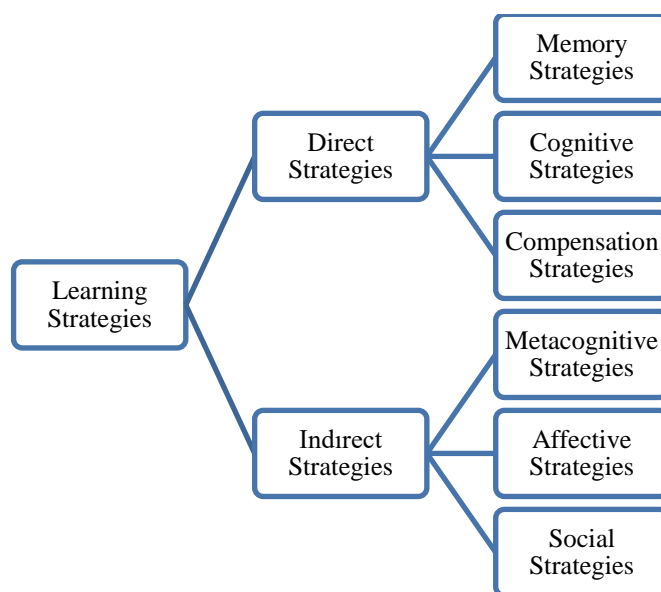 Memory
Strategies
Direct
Strategies
Cognitive
Strategies
Compensation
Strategies
Learning
Strategies
Metacognitive
Strategies
Indırect
Strategies
Affective
Strategies
Social
Strategies